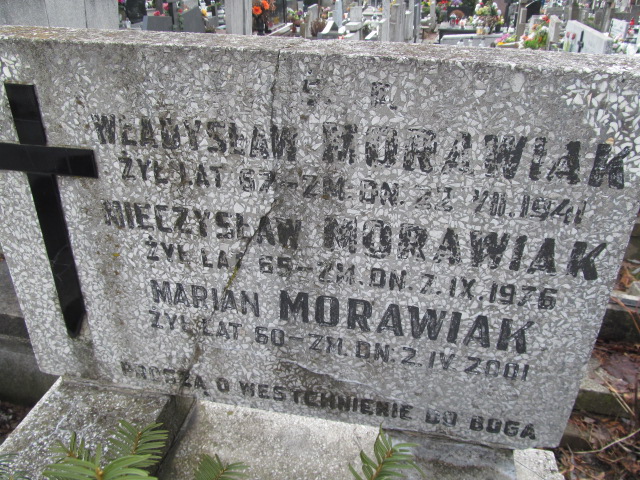 Ś. P.
WŁADYSŁAW MORAWIAK
ŻYŁ LAT 67 – ZM. DN. 22 VII. 1941
MIECZYSŁAW MORAWIAK
ŻYŁ LAT 65 – ZM. DN. 7. IX. 1976
MARIAN MORAWIAK
ŻYŁ LAT 60 – ZM. DN. 2. IV 2001
PROSZĄ O WESTCHNIENIE DO BOGA